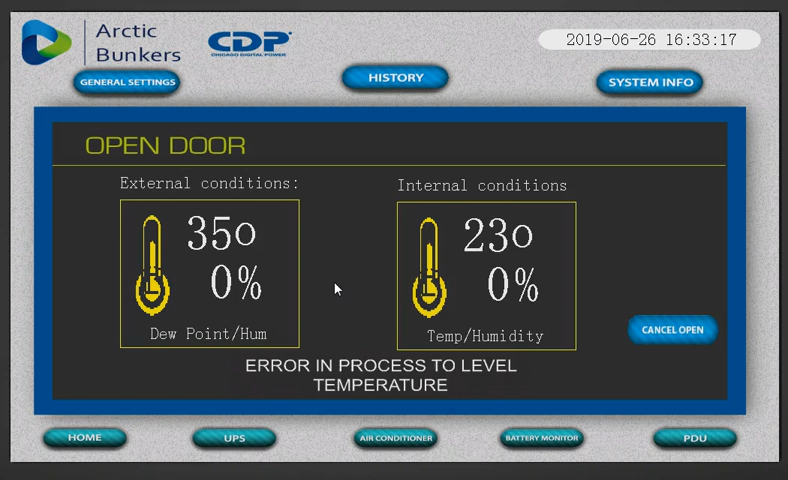 Arctic
Bunkers
CDP
CHICAGO DIGITAL POWER
2019-06-26 16:33:17
GENERAL SETTINGS
HISTORY
SYSTEM INFO
OPEN DOOR
External conditions:
Internal conditions
35o
0%
Dew Point/Hum
23o
0%
Temp/Humidity
CANCEL OPEN
ERROR IN PROCESS TO LEVEL
TEMPERATURE
HOME
UPS
AIR CONDITIONER
BATTERY MONITOR
PDU